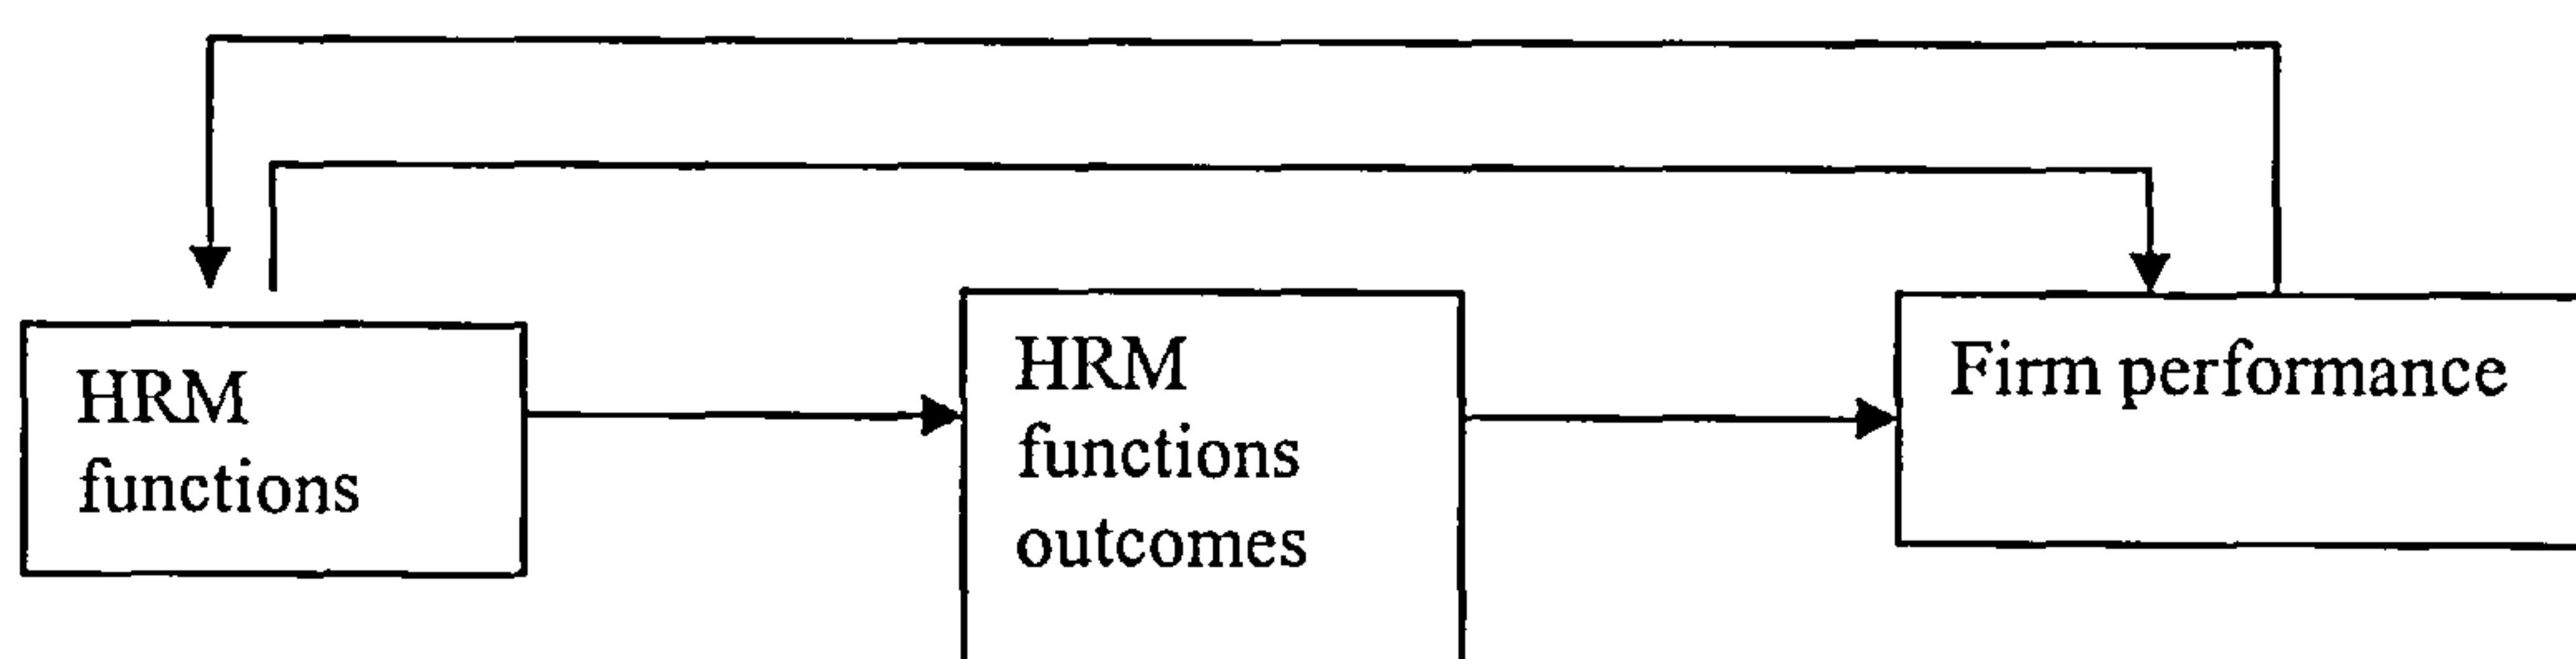 HRM
functions
HRM
functions
outcomes
Firm performance